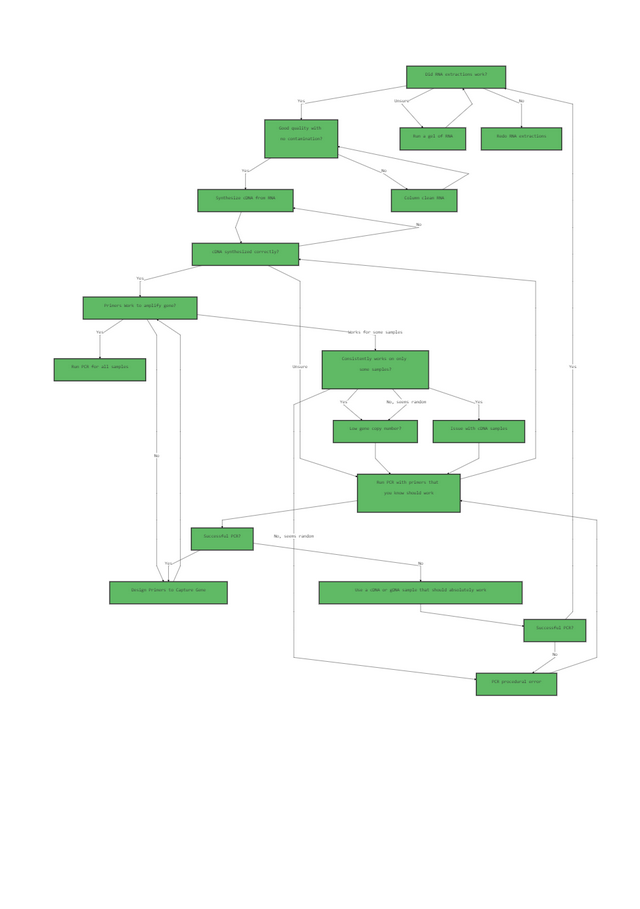 Did RNA extractions work?
Yes
Unsure
No
Good quality with
no contamination?
Run a gel of RNA
Redo RNA extractions
Yes
No
Synthesize cDNA from RNA
Column clean RNA
No
cDNA synthesized correctly?
Yes
Primers Work to amplify gene?
Yes
Works for some samples
Run PCR for all samples
Consistently works on only
some samples?
Unsure
Yes
Yes
No, seems random
Yes
Low gene copy number?
Issue with cDNA samples
No
Run PCR with primers that
you know should work
Successful PCR?
No, seems random
Yes
No
Design Primers to Capture Gene
Use a cDNA or gDNA sample that should absolutely work
Successful PCR?
No
PCR procedural error